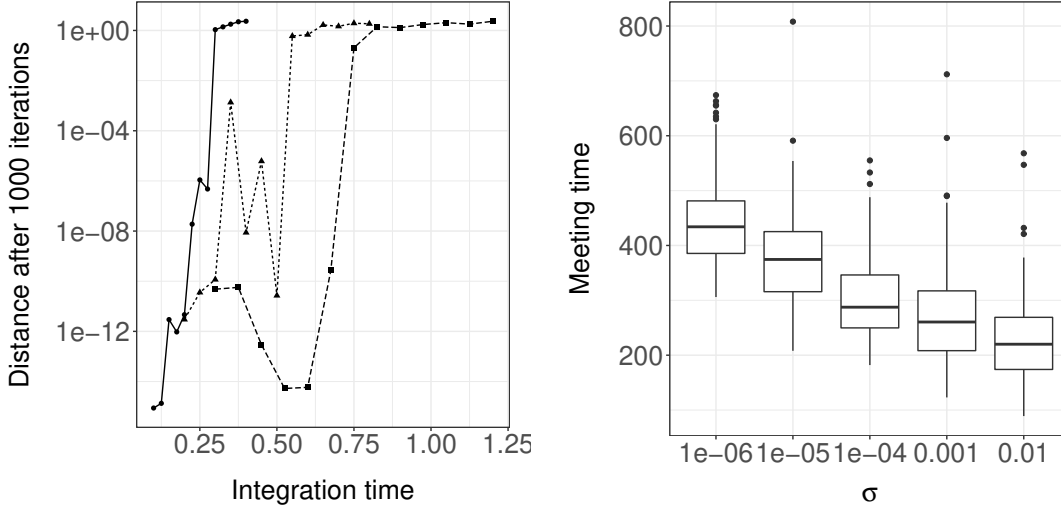 Distance after 1000 iterations
1e+00
1e-04
1e-08
1e-12
0.25 0.50 0.75 1.00 1.25
Integration time
Meeting time
800
600
400
200
1e-06 1e-05 1e-04 0.001 0.01
σ